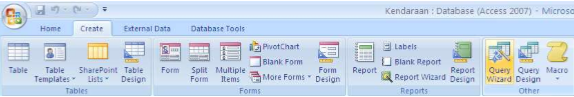 Kendaraan : Database (Access 2007) - Microso
Home Create External Data Database Tools
Table
Table Templates
SharePoint Lists
Table Design
Form
Split Form
Multiple Items
PivotChart
Blank Form
More Forms
Form Design
Report
Labels
Blank Report
Report Wizard
Report Design
Query Wizard
Query Design
Macro
Tables Forms Reports Other